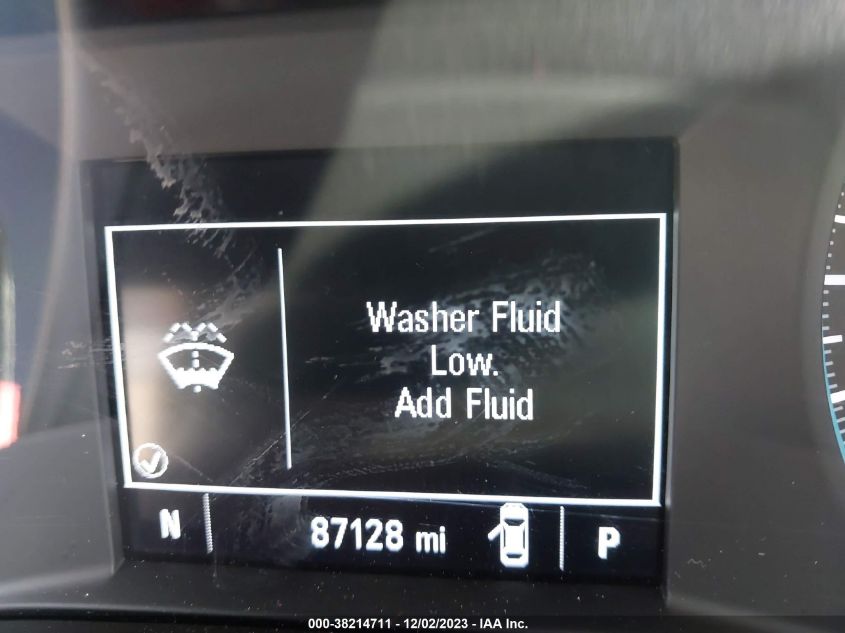 Washer Fluid
Low.
Add Fluid
N 87128 mi P
000-38214711 - 12/02/2023 - IAA Inc.